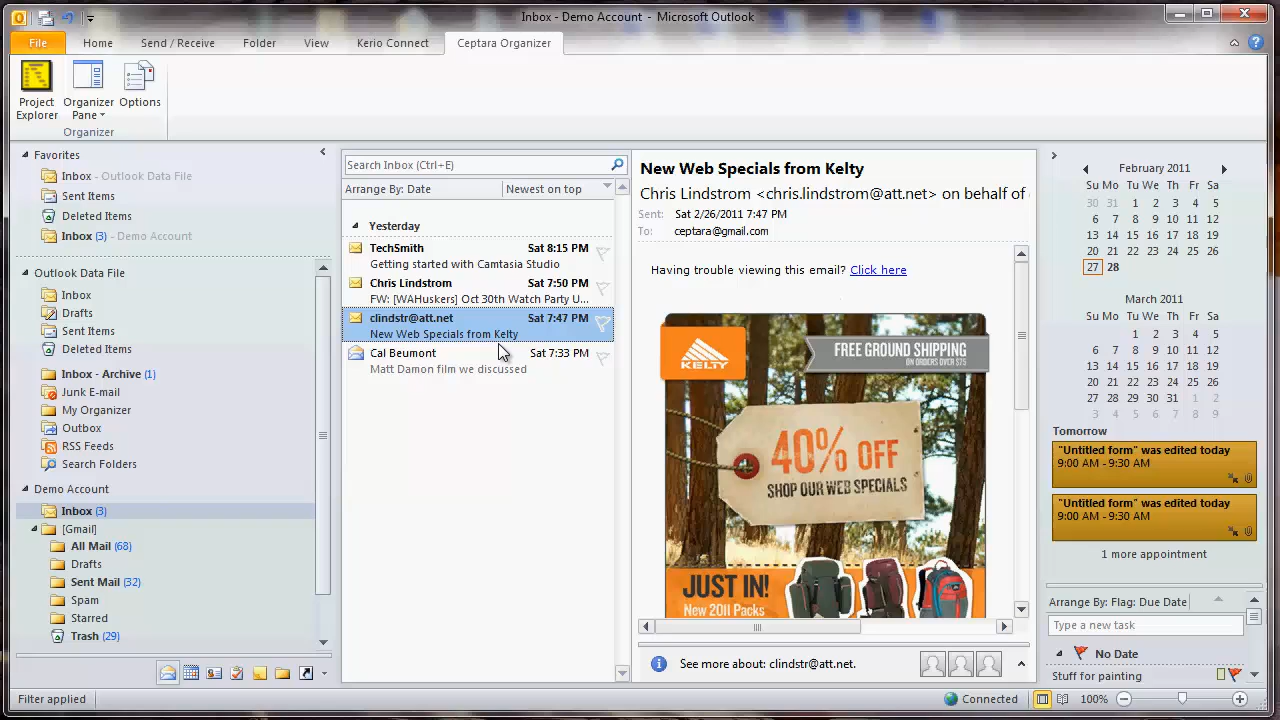 Inbox - Demo Account - Microsoft Outlook
File Home Send / Receive Folder View Kerio Connect Ceptara Organizer
Project Explorer
Organizer Pane
Options
Organizer
Favorites
Inbox - Outlook Data File
Sent Items
Deleted Items
Inbox (3) - Demo Account
Outlook Data File
Inbox
Drafts
Sent Items
Deleted Items
Inbox - Archive (1)
Junk E-mail
My Organizer
Outbox
RSS Feeds
Search Folders
Demo Account
Inbox (3)
[Gmail]
All Mail (68)
Drafts
Sent Mail (32)
Spam
Starred
Trash (29)
Search Inbox (Ctrl+E)
Arrange By: Date Newest on top
Yesterday
TechSmith Sat 8:15 PM
Getting started with Camtasia Studio
Chris Lindstrom Sat 7:50 PM
FW: [WAHuskers] Oct 30th Watch Party U...
clindstr@att.net Sat 7:47 PM
New Web Specials from Kelty
Cal Beumont Sat 7:33 PM
Matt Damon film we discussed
New Web Specials from Kelty
Chris Lindstrom <chris.lindstrom@att.net> on behalf of
Sent: Sat 2/26/2011 7:47 PM
To: ceptara@gmail.com
Having trouble viewing this email? Click here
KELTY
FREE GROUND SHIPPING
ON ORDERS OVER $75
40% OFF
SHOP OUR WEB SPECIALS
JUST IN!
New 2011 Packs
See more about: clindstr@att.net.
February 2011
Su Mo Tu We Th Fr Sa
30 31 1 2 3 4 5
6 7 8 9 10 11 12
13 14 15 16 17 18 19
20 21 22 23 24 25 26
27 28
March 2011
Su Mo Tu We Th Fr Sa
1 2 3 4 5
6 7 8 9 10 11 12
13 14 15 16 17 18 19
20 21 22 23 24 25 26
27 28 29 30 31 1 2
3 4 5 6 7 8 9
Tomorrow
"Untitled form" was edited today
9:00 AM - 9:30 AM
"Untitled form" was edited today
9:00 AM - 9:30 AM
1 more appointment
Arrange By: Flag: Due Date
Type a new task
No Date
Stuff for painting
Filter applied
Connected
100%